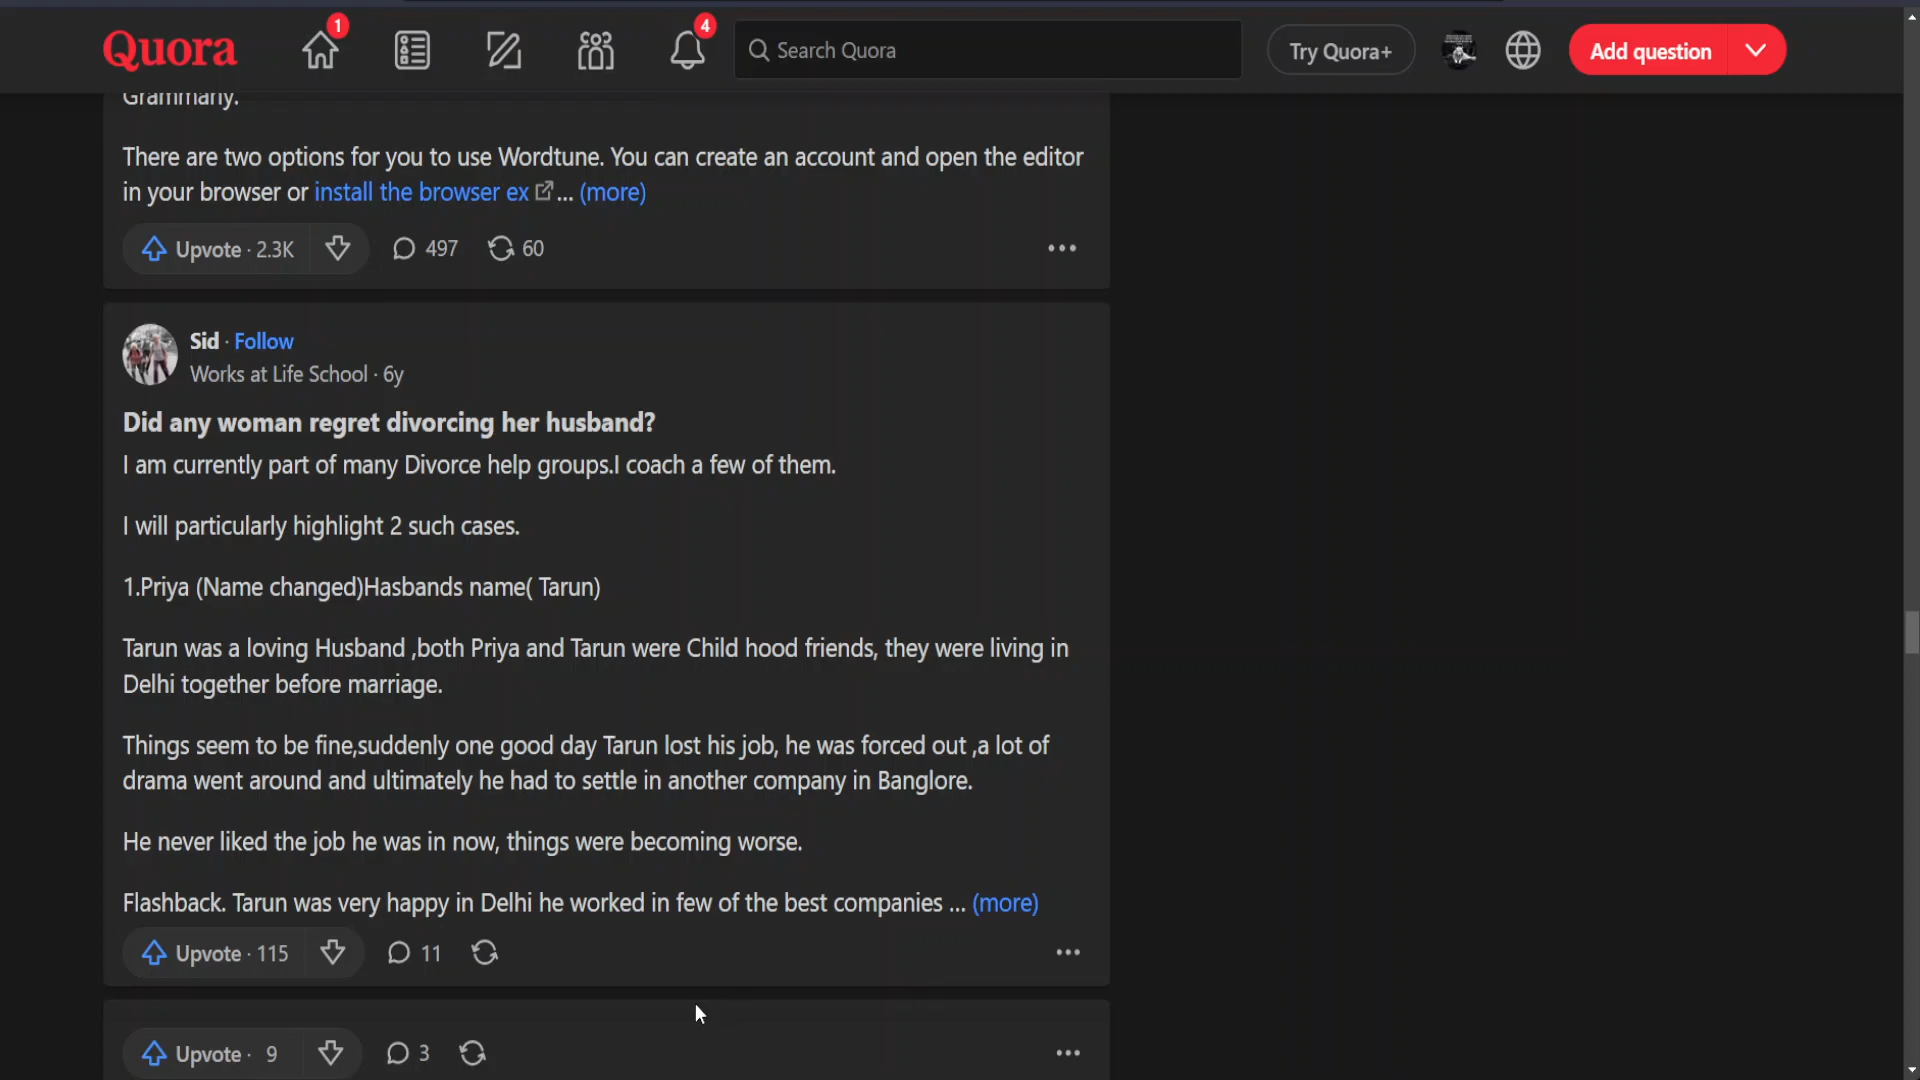 Quora
1
4
Search Quora
Try Quora+
Add question
Grammarly.
There are two options for you to use Wordtune. You can create an account and open the editor
in your browser or install the browser ex ... (more)
Upvote · 2.3K
497
60
Sid · Follow
Works at Life School · 6y
Did any woman regret divorcing her husband?
I am currently part of many Divorce help groups.I coach a few of them.
I will particularly highlight 2 such cases.
1.Priya (Name changed)Hasbands name( Tarun)
Tarun was a loving Husband ,both Priya and Tarun were Child hood friends, they were living in
Delhi together before marriage.
Things seem to be fine,suddenly one good day Tarun lost his job, he was forced out ,a lot of
drama went around and ultimately he had to settle in another company in Banglore.
He never liked the job he was in now, things were becoming worse.
Flashback. Tarun was very happy in Delhi he worked in few of the best companies ... (more)
Upvote · 115
11
Upvote · 9
3